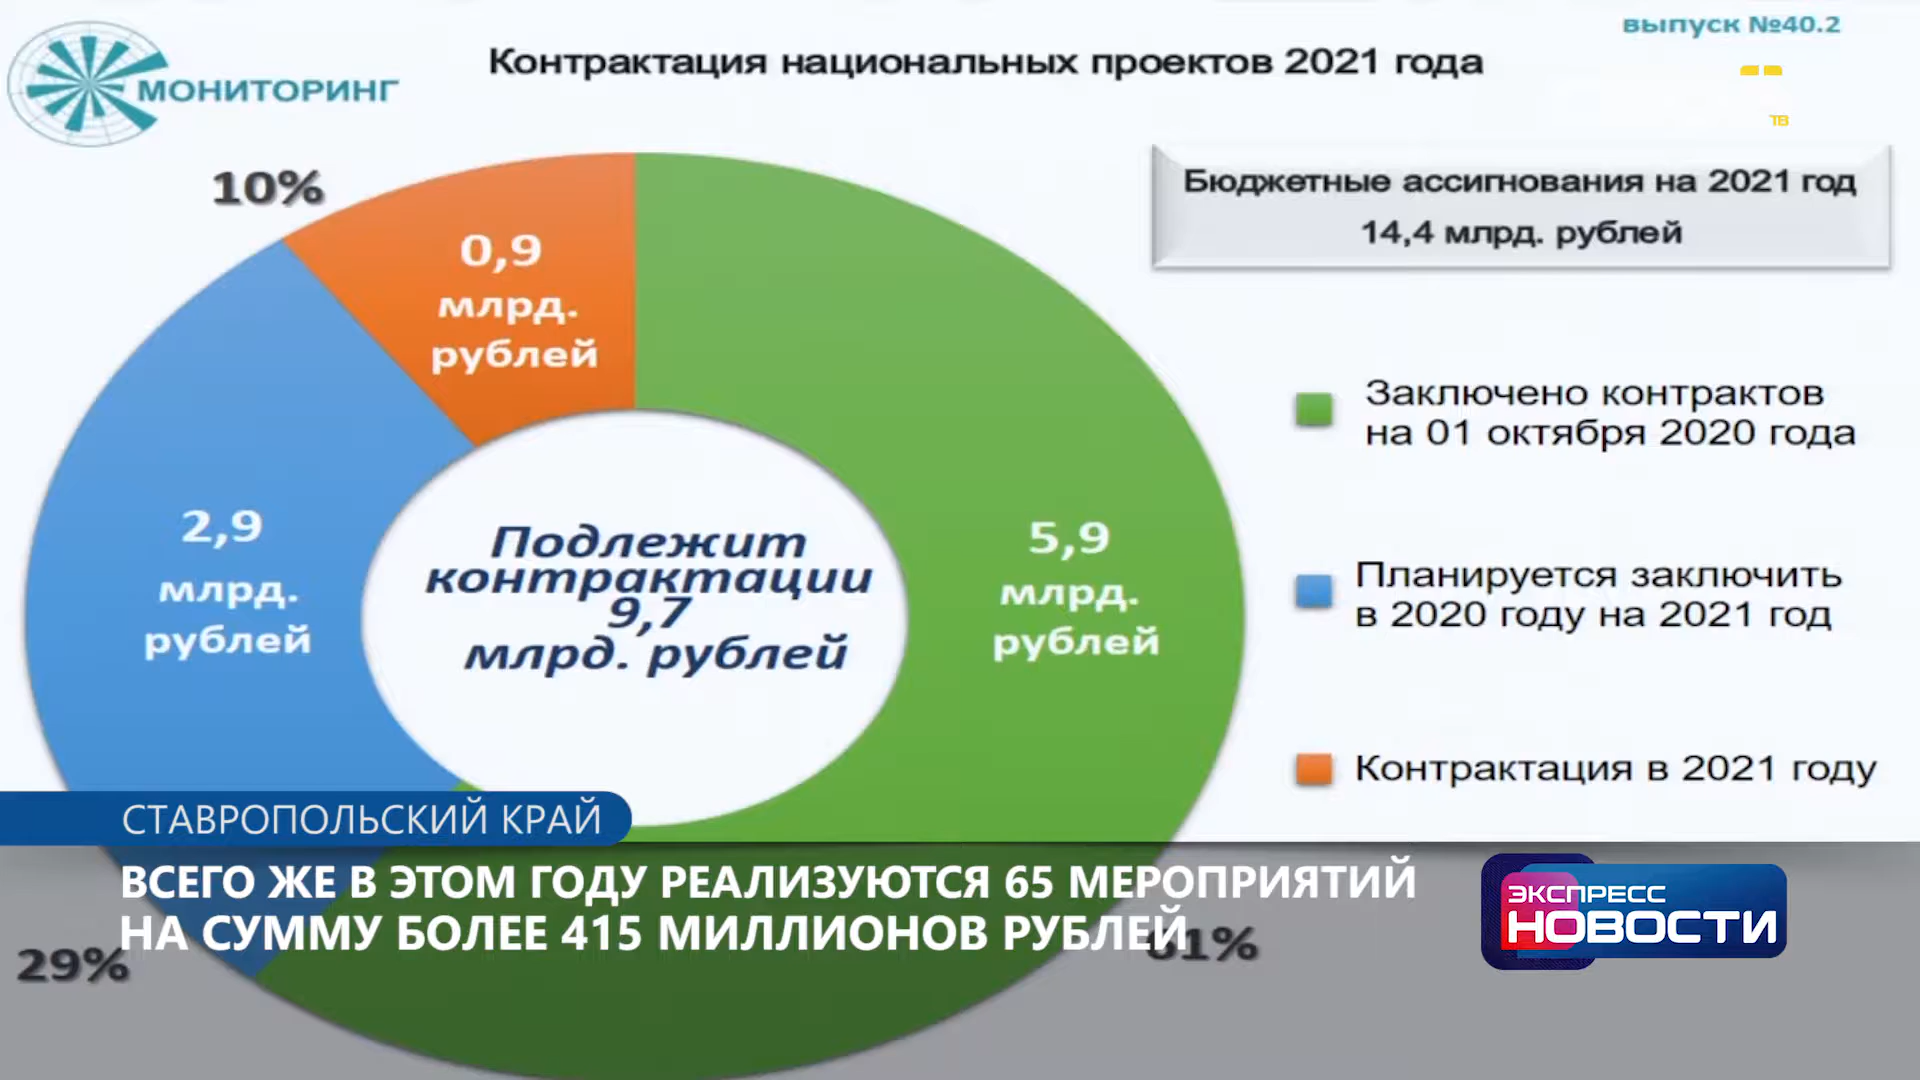 выпуск №40.2
МОНИТОРИНГ
Контрактация национальных проектов 2021 года
ТВ
Бюджетные ассигнования на 2021 год
14,4 млрд. рублей
10%
0,9
млрд.
рублей
2,9
млрд.
рублей
Подлежит
контрактации
9,7
млрд. рублей
5,9
млрд.
рублей
Заключено контрактов
на 01 октября 2020 года
Планируется заключить
в 2020 году на 2021 год
Контрактация в 2021 году
СТАВРОПОЛЬСКИЙ КРАЙ
ВСЕГО ЖЕ В ЭТОМ ГОДУ РЕАЛИЗУЮТСЯ 65 МЕРОПРИЯТИЙ
НА СУММУ БОЛЕЕ 415 МИЛЛИОНОВ РУБЛЕЙ
29%
61%
ЭКСПРЕСС
НОВОСТИ